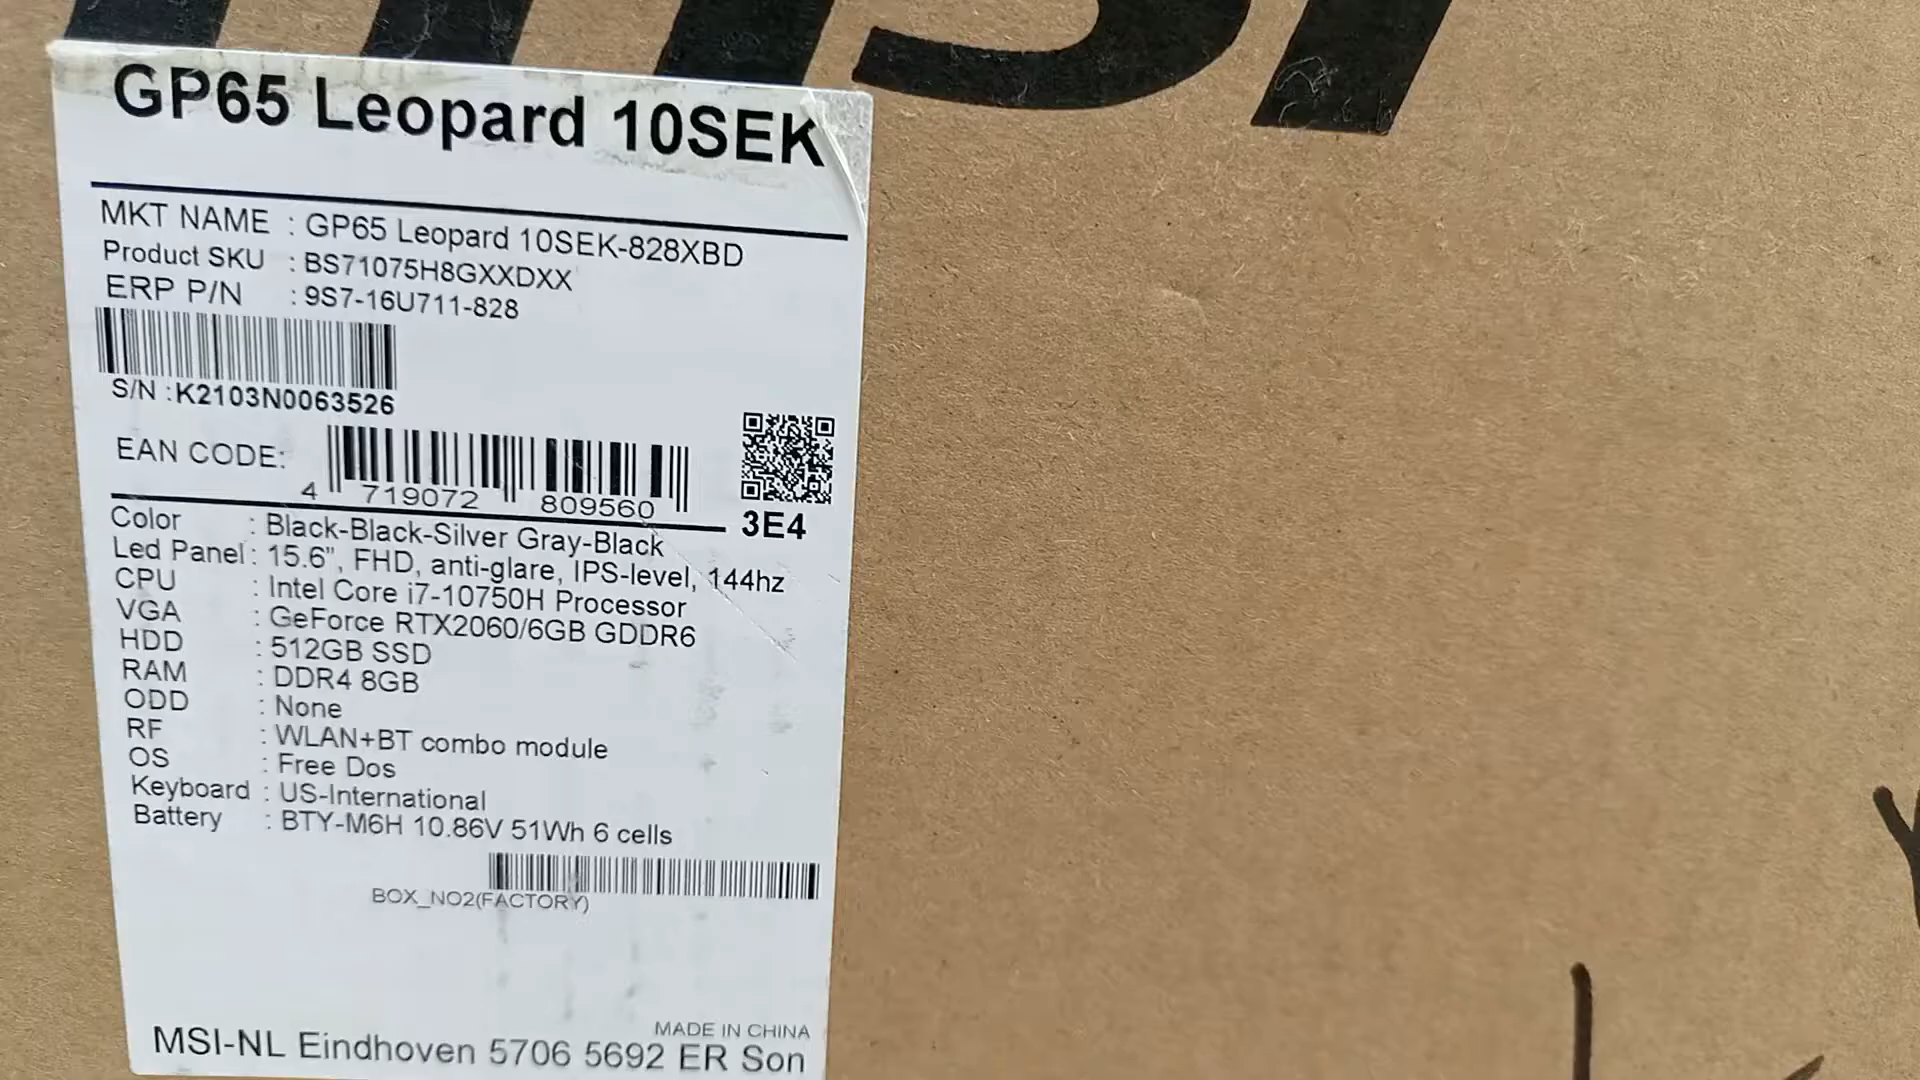 msi
GP65 Leopard 10SEK
MKT NAME : GP65 Leopard 10SEK-828XBD
Product SKU : BS71075H8GXXDXX
ERP P/N : 9S7-16U711-828
S/N :K2103N0063526
EAN CODE:
4 719072 809560
3E4
Color : Black-Black-Silver Gray-Black
Led Panel : 15.6", FHD, anti-glare, IPS-level, 144hz
CPU : Intel Core i7-10750H Processor
VGA : GeForce RTX2060/6GB GDDR6
HDD : 512GB SSD
RAM : DDR4 8GB
ODD : None
RF : WLAN+BT combo module
OS : Free Dos
Keyboard : US-International
Battery : BTY-M6H 10.86V 51Wh 6 cells
BOX_NO2(FACTORY)
MADE IN CHINA
MSI-NL Eindhoven 5706 5692 ER Son